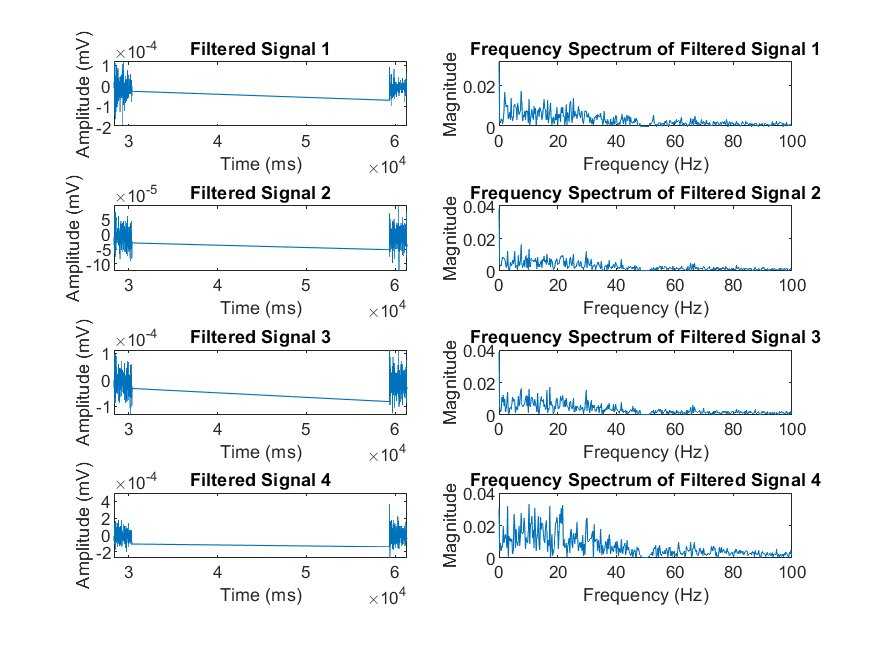 Filtered Signal 1
×10^-4
Amplitude (mV)
1
0
-1
-2
3 4 5 6
Time (ms)
×10^4
Frequency Spectrum of Filtered Signal 1
Magnitude
0.02
0
0 20 40 60 80 100
Frequency (Hz)
Filtered Signal 2
×10^-5
Amplitude (mV)
5
0
-5
-10
3 4 5 6
Time (ms)
×10^4
Frequency Spectrum of Filtered Signal 2
Magnitude
0.04
0.02
0
0 20 40 60 80 100
Frequency (Hz)
Filtered Signal 3
×10^-4
Amplitude (mV)
1
0
-1
3 4 5 6
Time (ms)
×10^4
Frequency Spectrum of Filtered Signal 3
Magnitude
0.04
0.02
0
0 20 40 60 80 100
Frequency (Hz)
Filtered Signal 4
×10^-4
Amplitude (mV)
4
2
0
-2
3 4 5 6
Time (ms)
×10^4
Frequency Spectrum of Filtered Signal 4
Magnitude
0.04
0.02
0
0 20 40 60 80 100
Frequency (Hz)